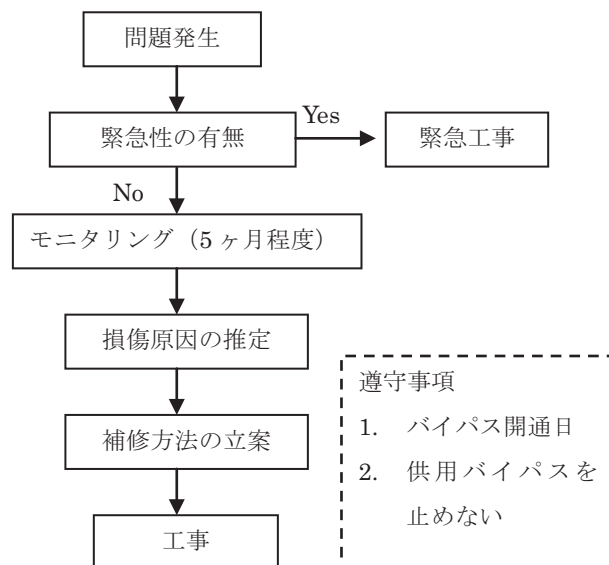 問題発生
緊急性の有無
Yes
緊急工事
No
モニタリング（5 ヶ月程度）
損傷原因の推定
補修方法の立案
工事
遵守事項
1. バイパス開通日
2. 供用バイパスを
止めない